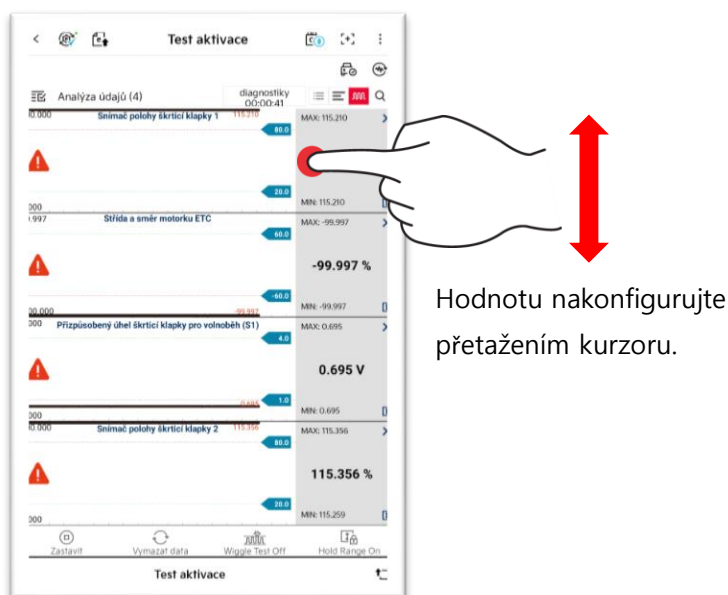 Test aktivace
Analýza údajů (4)
diagnostiky
00:00:41
Snímač polohy škrticí klapky 1
115.210
MAX: 115.210
80.0
20.0
MIN: 115.210
Střída a směr motorku ETC
MAX: -99.997
60.0
-99.997 %
-60.0
-99.997
MIN: -99.997
Přizpůsobený úhel škrticí klapky pro volnoběh (S1)
MAX: 0.695
4.0
0.695 V
0.695
1.0
MIN: 0.695
Snímač polohy škrticí klapky 2
115.356
MAX: 115.356
80.0
115.356 %
20.0
MIN: 115.259
Zastavit
Vymazat data
Wiggle Test Off
Hold Range On
Test aktivace
Hodnotu nakonfigurujte
přetažením kurzoru.